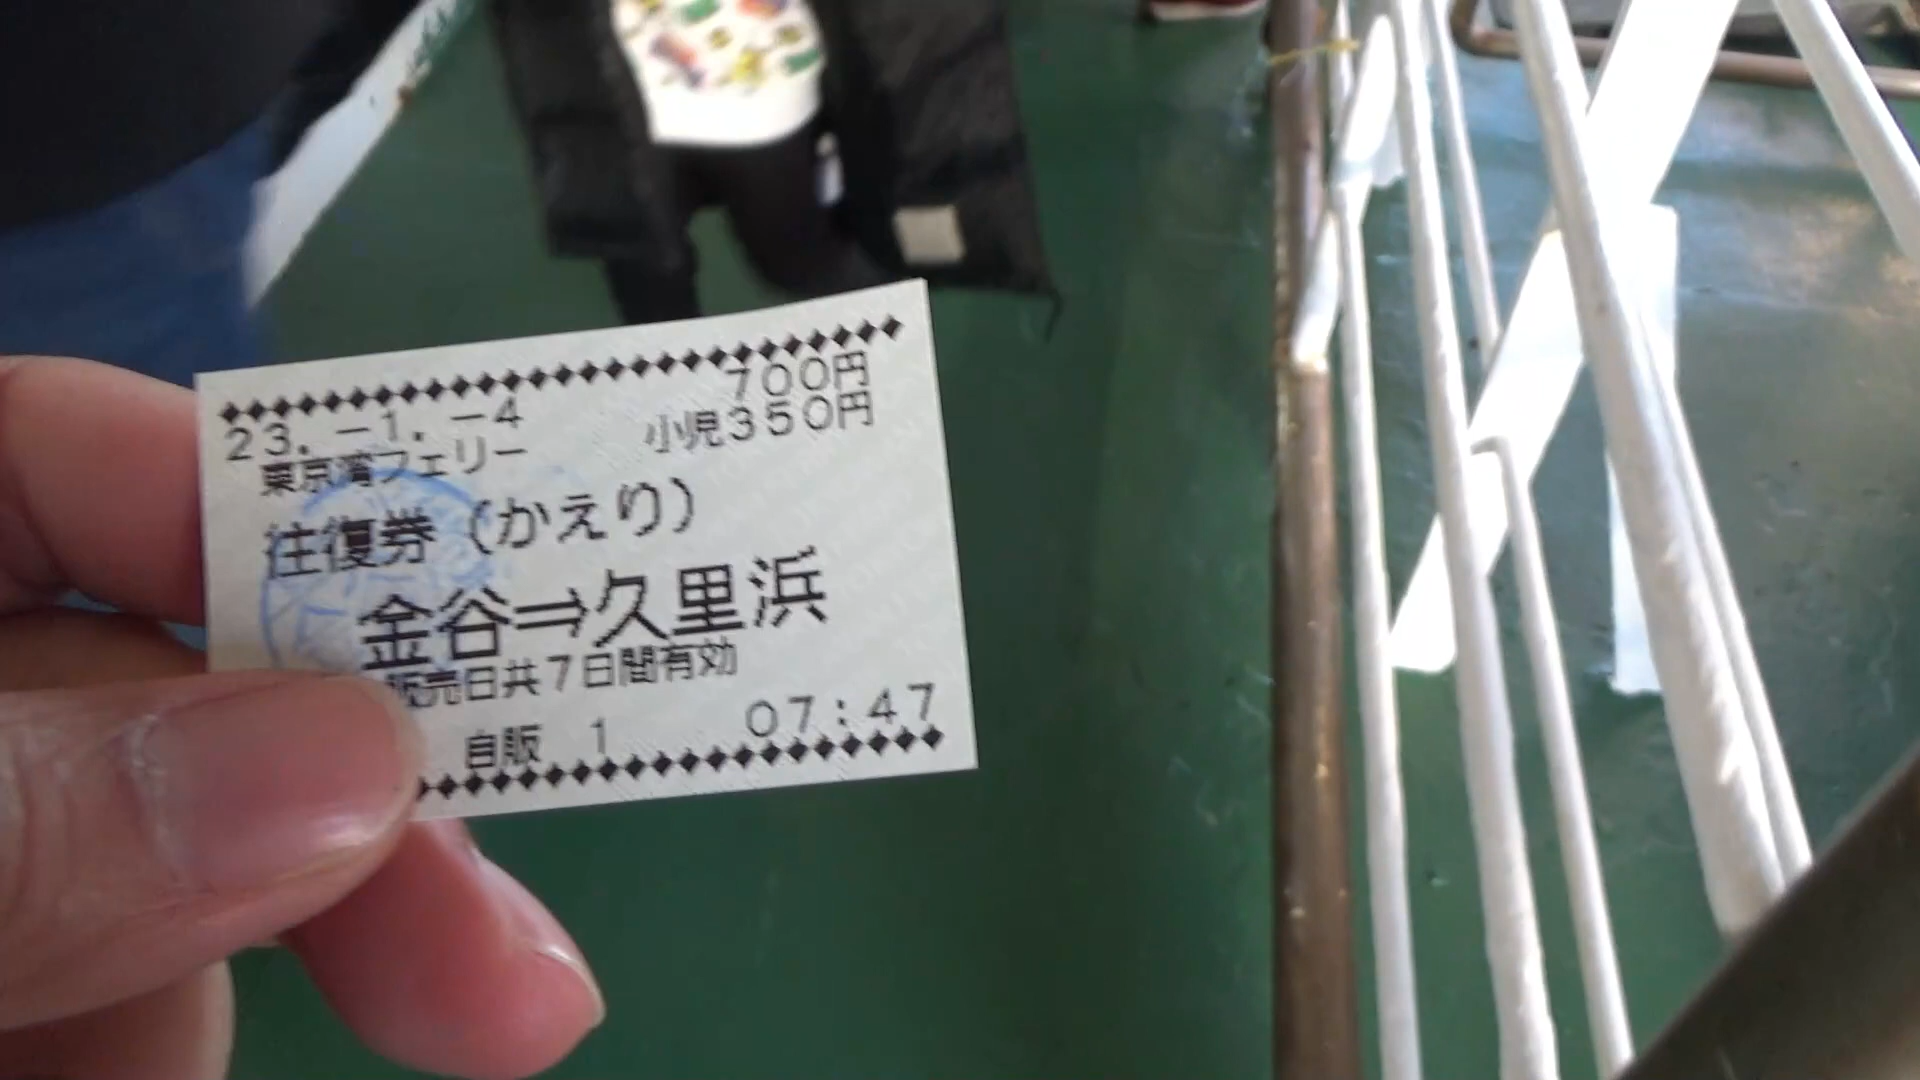 700円
23.-1.-4 小児350円
東京湾フェリー
往復券(かえり)
金谷⇒久里浜
販売日共7日間有効
自販 1 07:47